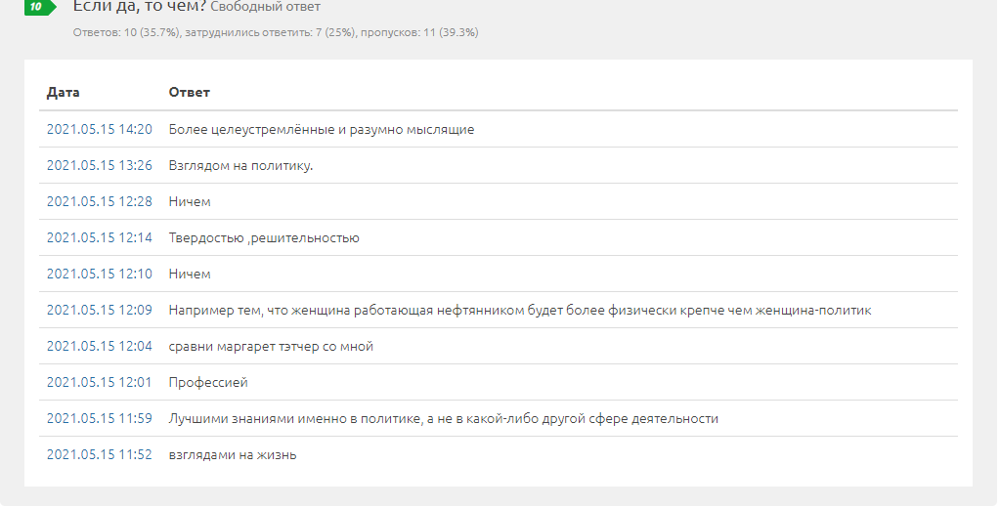 10 Если да, то чем? Свободный ответ
Ответов: 10 (35.7%), затруднились ответить: 7 (25%), пропусков: 11 (39.3%)
Дата Ответ
2021.05.15 14:20 Более целеустремлённые и разумно мыслящие
2021.05.15 13:26 Взглядом на политику.
2021.05.15 12:28 Ничем
2021.05.15 12:14 Твердостью ,решительностью
2021.05.15 12:10 Ничем
2021.05.15 12:09 Например тем, что женщина работающая нефтянником будет более физически крепче чем женщина-политик
2021.05.15 12:04 сравни маргарет тэтчер со мной
2021.05.15 12:01 Профессией
2021.05.15 11:59 Лучшими знаниями именно в политике, а не в какой-либо другой сфере деятельности
2021.05.15 11:52 взглядами на жизнь